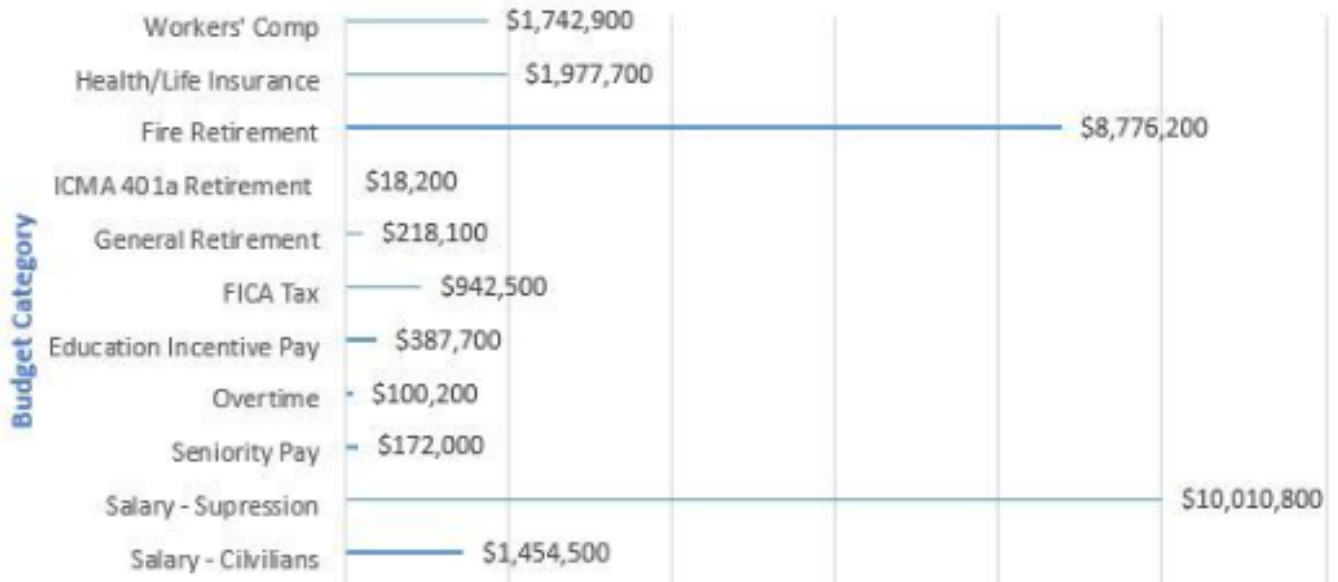 Budget Category
Workers' Comp $1,742,900
Health/Life Insurance $1,977,700
Fire Retirement $8,776,200
ICMA 401a Retirement $18,200
General Retirement $218,100
FICA Tax $942,500
Education Incentive Pay $387,700
Overtime $100,200
Seniority Pay $172,000
Salary - Supression $10,010,800
Salary - Cilvilians $1,454,500